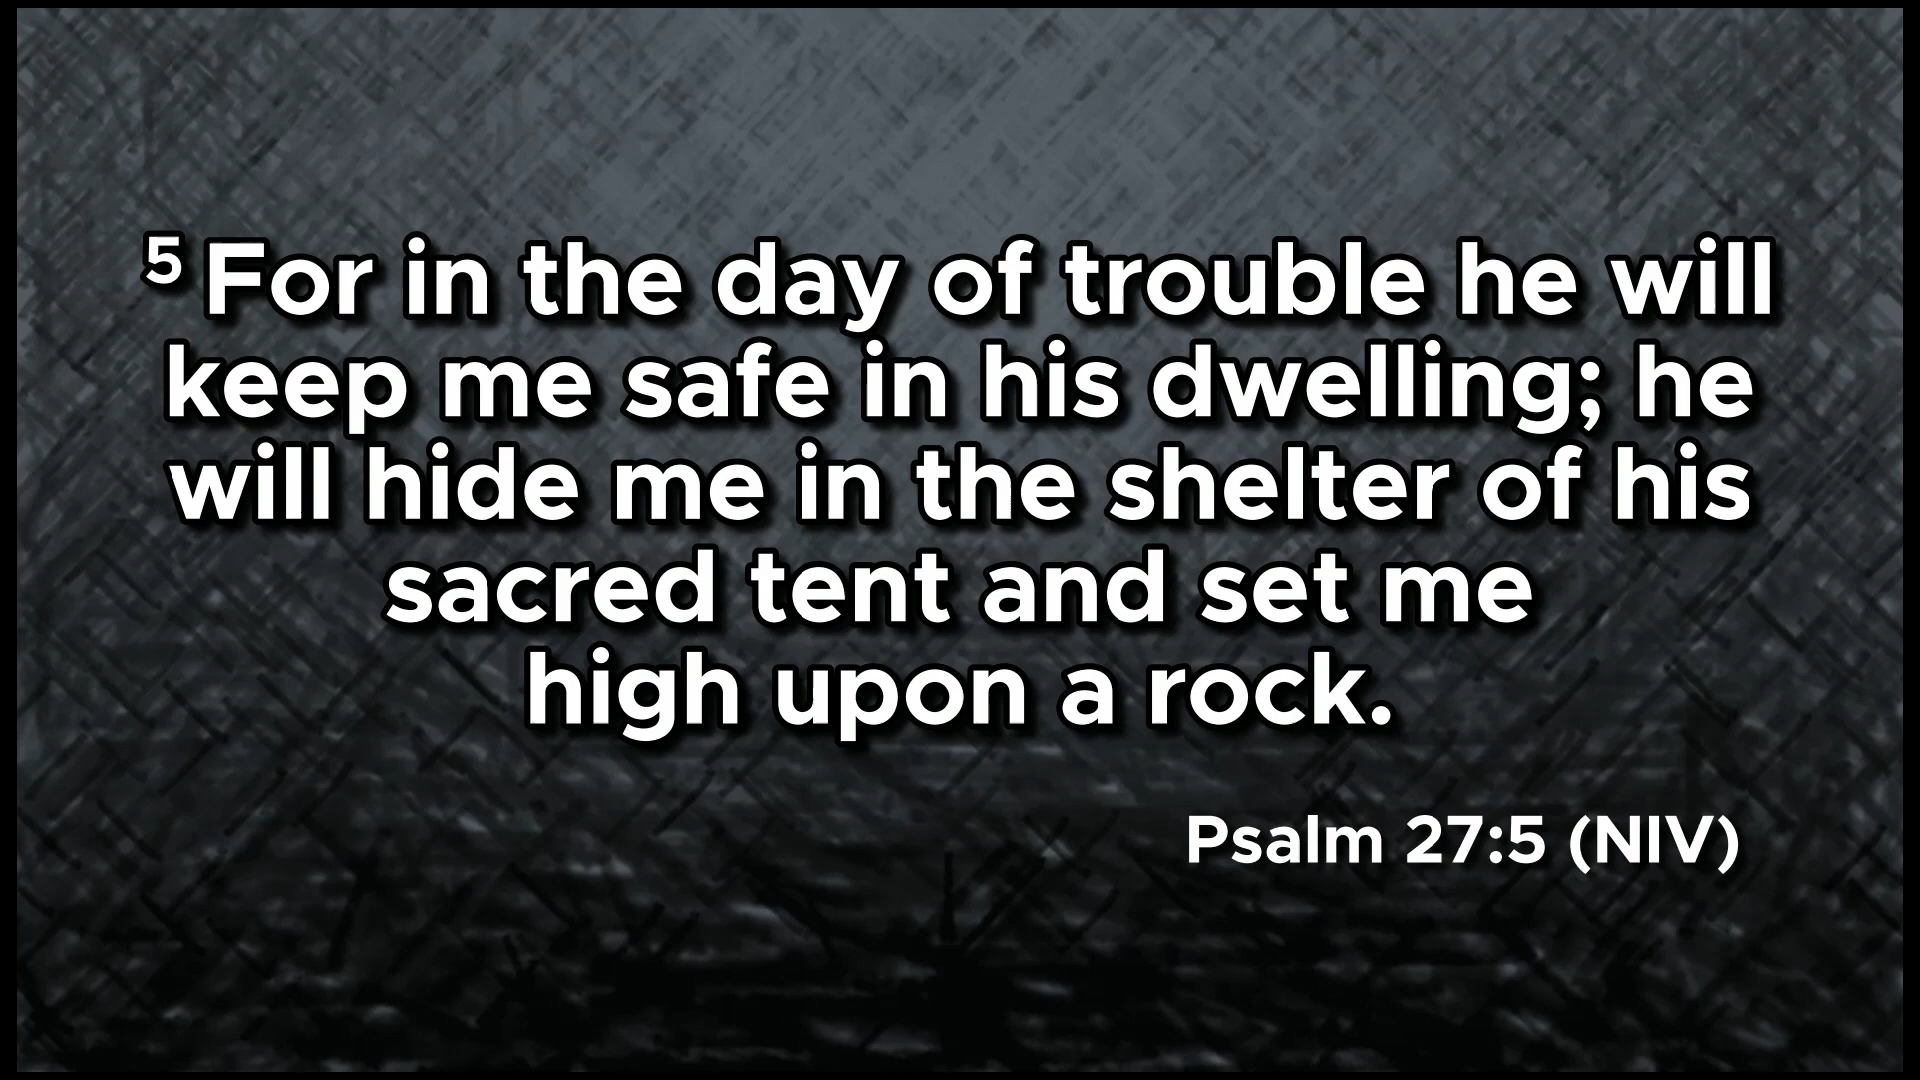 ⁵ For in the day of trouble he will
keep me safe in his dwelling; he
will hide me in the shelter of his
sacred tent and set me
high upon a rock.
Psalm 27:5 (NIV)